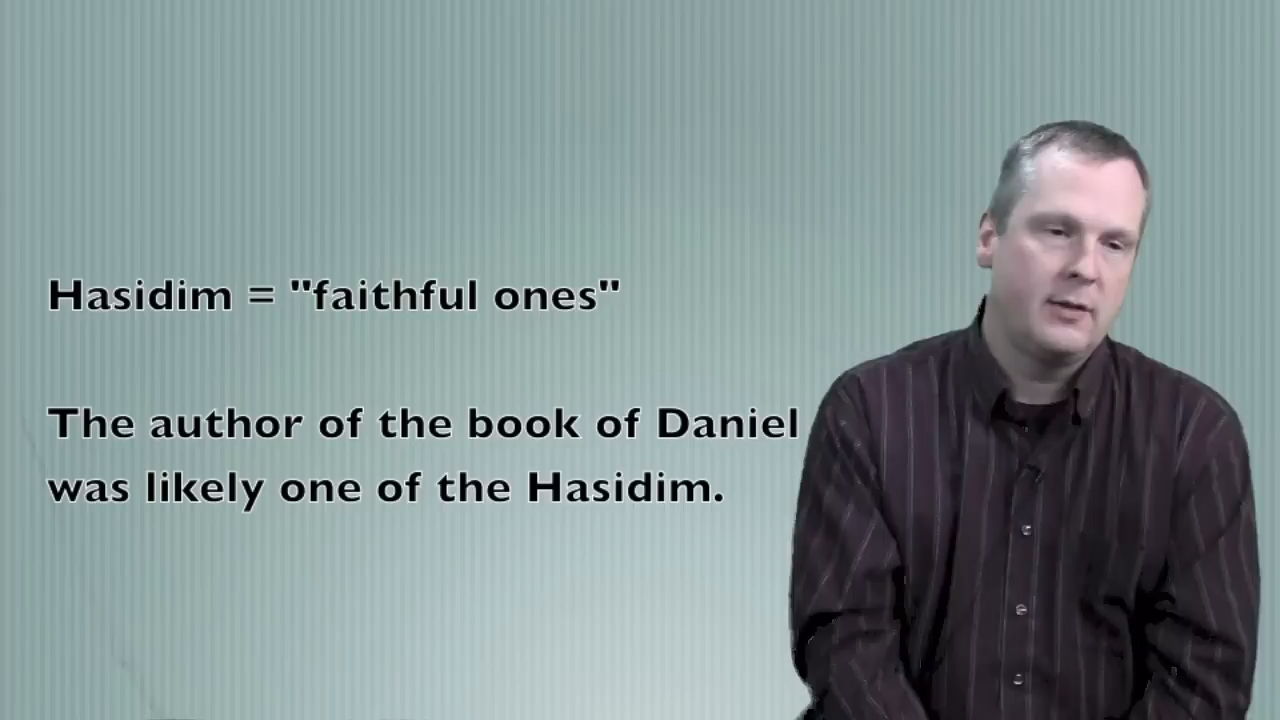 Hasidim = "faithful ones"
The author of the book of Daniel
was likely one of the Hasidim.